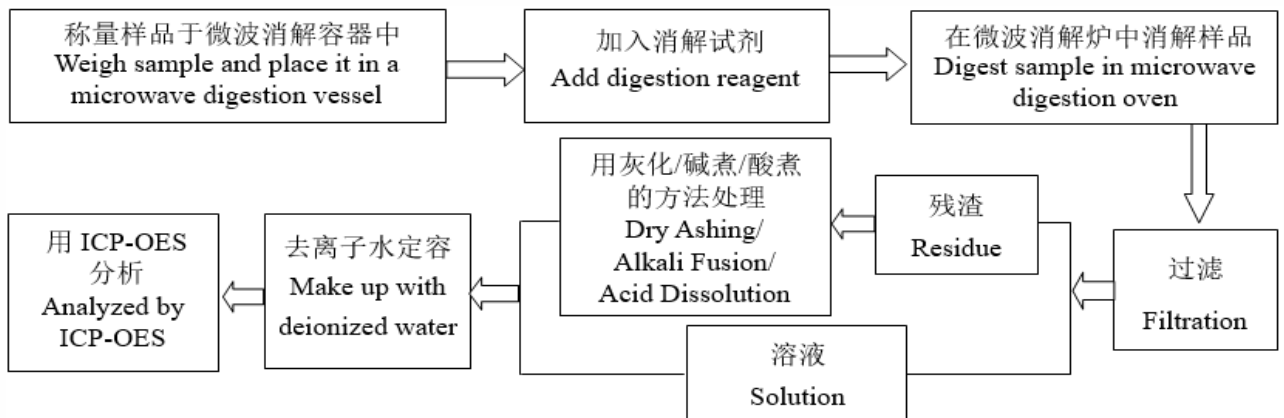 称量样品于微波消解容器中
Weigh sample and place it in a
microwave digestion vessel
加入消解试剂
Add digestion reagent
在微波消解炉中消解样品
Digest sample in microwave
digestion oven
过滤
Filtration
残渣
Residue
用灰化/碱煮/酸煮
的方法处理
Dry Ashing/
Alkali Fusion/
Acid Dissolution
溶液
Solution
去离子水定容
Make up with
deionized water
用 ICP-OES
分析
Analyzed by
ICP-OES